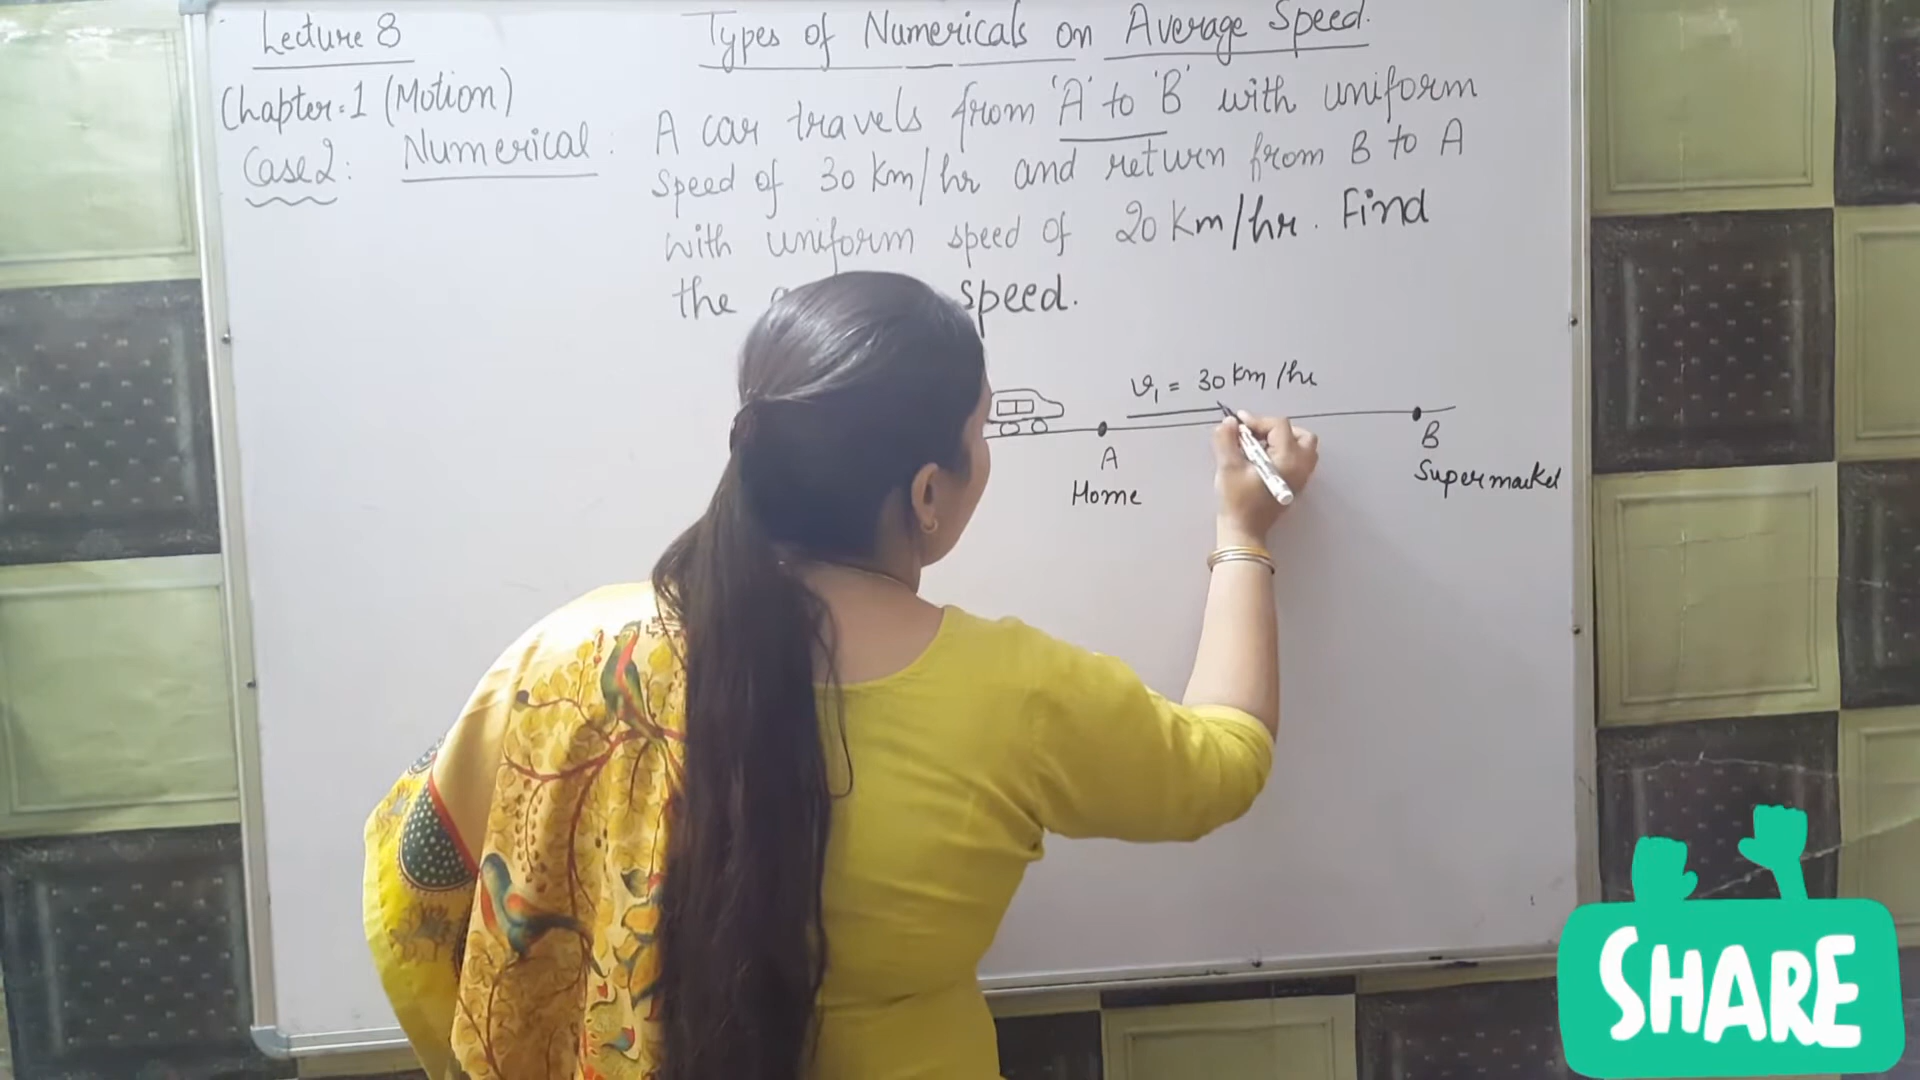 Lecture 8
Types of Numericals on Average Speed.
Chapter-1 (Motion)
Case 2: Numerical: A car travels from 'A' to 'B' with uniform
speed of 30 km/hr and return from B to A
with uniform speed of 20 km/hr. Find
the speed.
v₁ = 30 km/hr
A
B
Home
Supermarket
SHARE